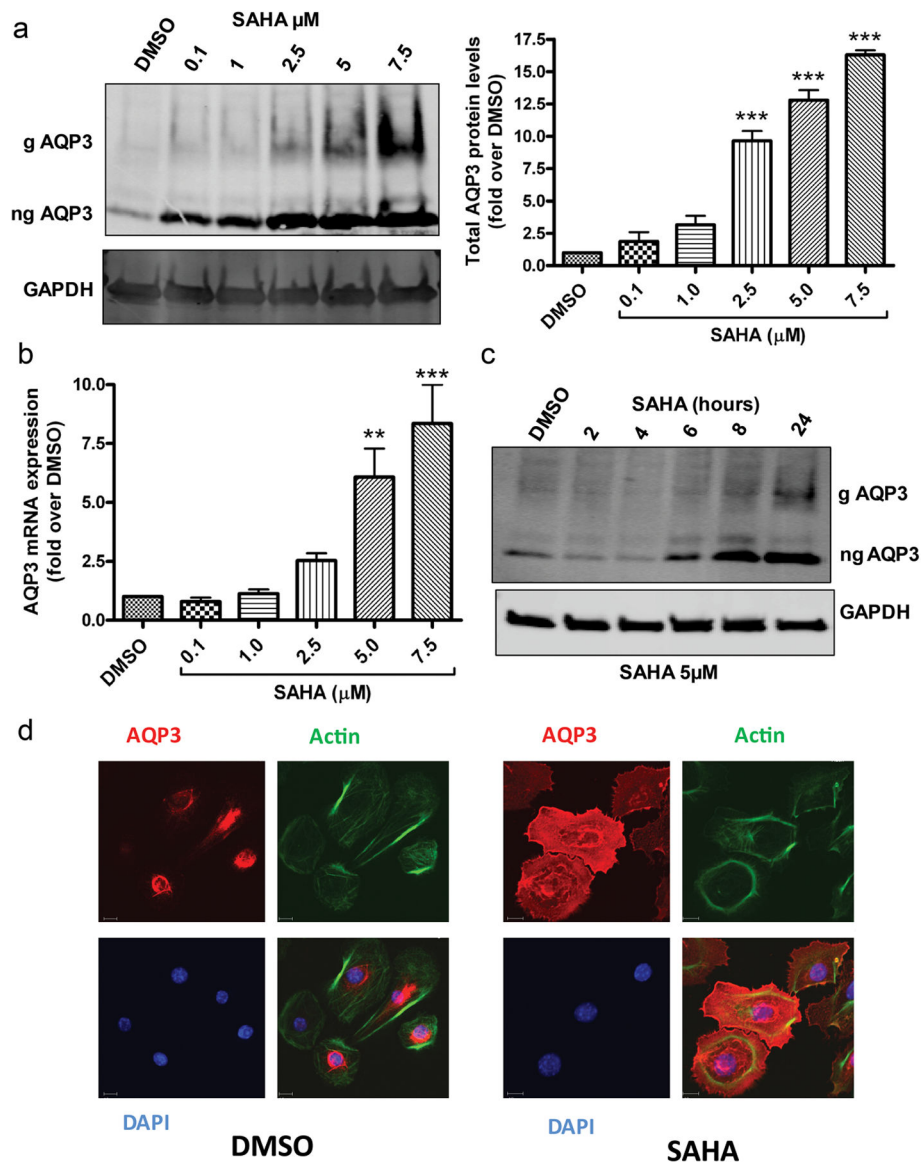 a
SAHA µM
DMSO 0.1 1 2.5 5 7.5
g AQP3
ng AQP3
GAPDH
Total AQP3 protein levels
(fold over DMSO)
17.5
15.0
12.5
10.0
7.5
5.0
2.5
0.0
*** *** ***
DMSO 0.1 1.0 2.5 5.0 7.5
SAHA (µM)
b
AQP3 mRNA expression
(fold over DMSO)
10.0
7.5
5.0
2.5
0.0
** ***
DMSO 0.1 1.0 2.5 5.0 7.5
SAHA (µM)
c
SAHA (hours)
DMSO 2 4 6 8 24
g AQP3
ng AQP3
GAPDH
SAHA 5µM
d
AQP3 Actin AQP3 Actin
DAPI DAPI
DMSO SAHA